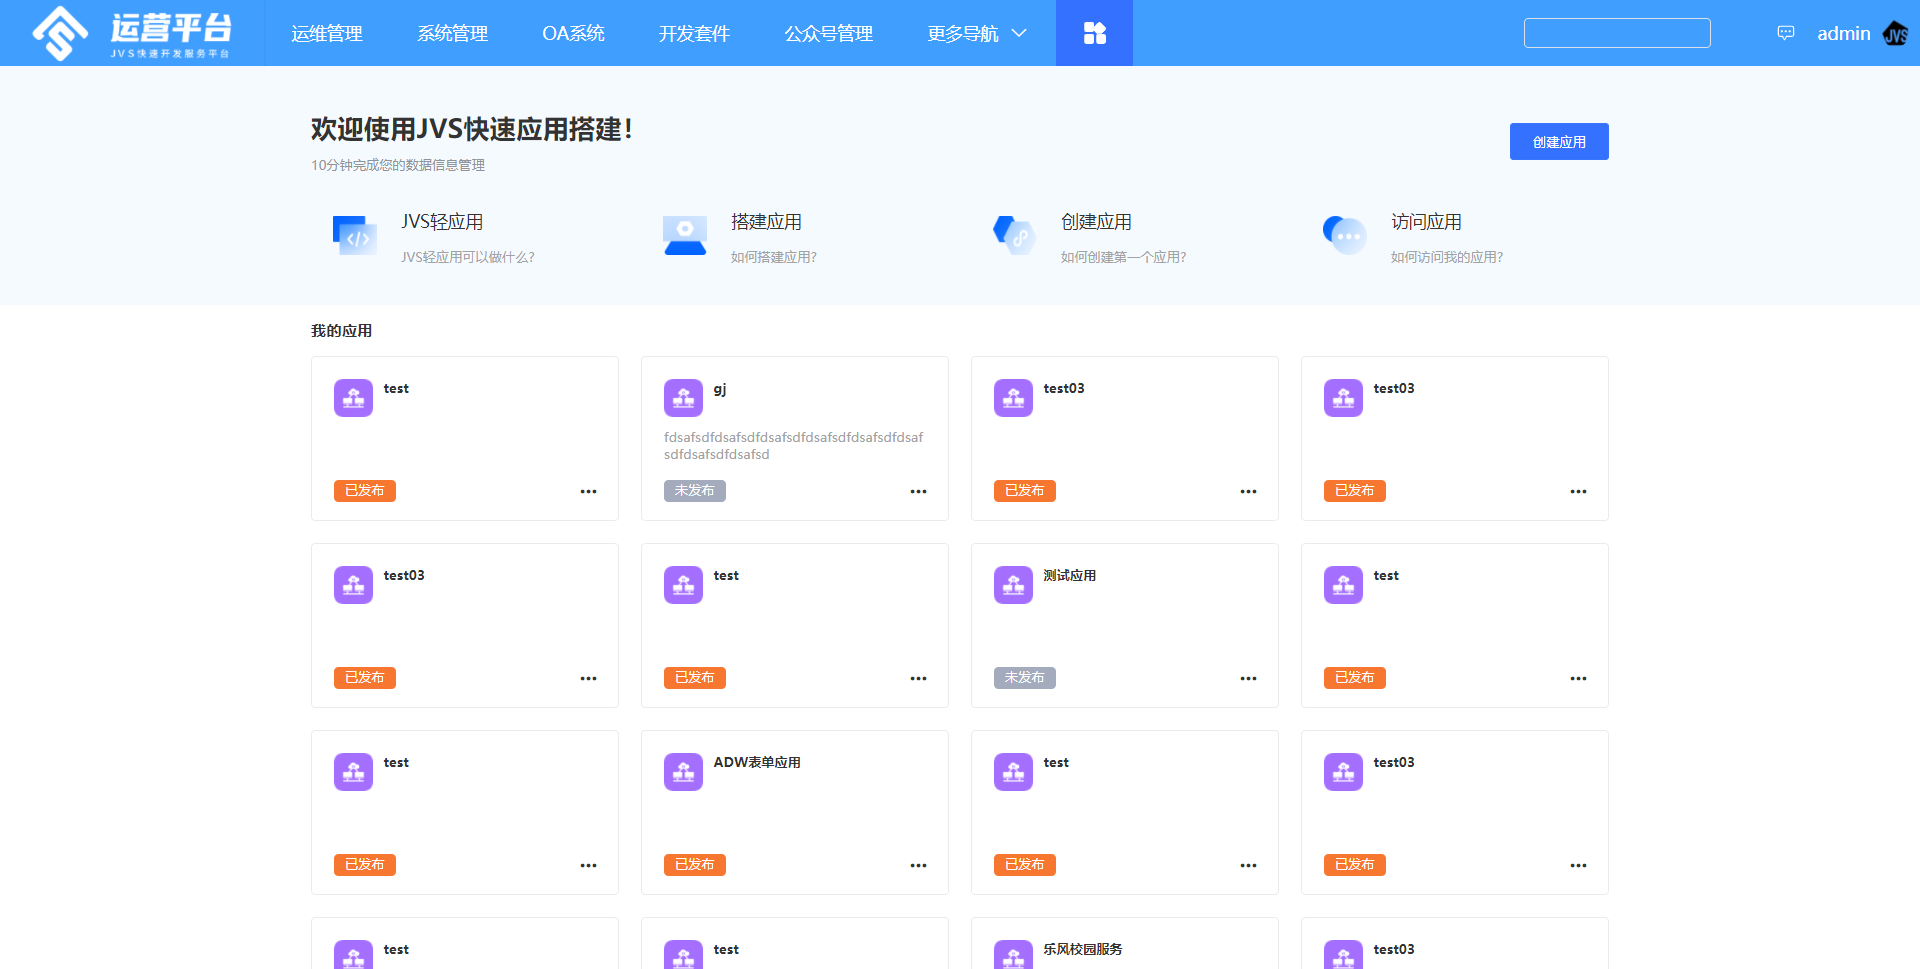 运营平台
JVS快速开发服务平台
运维管理
系统管理
OA系统
开发套件
公众号管理
更多导航
admin
JVS
欢迎使用JVS快速应用搭建！
10分钟完成您的数据信息管理
创建应用
JVS轻应用
JVS轻应用可以做什么?
搭建应用
如何搭建应用?
创建应用
如何创建第一个应用?
访问应用
如何访问我的应用?
我的应用
test
已发布
gj
fdsafsdfdsafsdfdsafsdfdsafsdfdsafsdfdsaf
sdfdsafsdfdsafsd
未发布
test03
已发布
test03
已发布
test03
已发布
test
已发布
测试应用
未发布
test
已发布
test
已发布
ADW表单应用
已发布
test
已发布
test03
已发布
test
test
乐风校园服务
test03